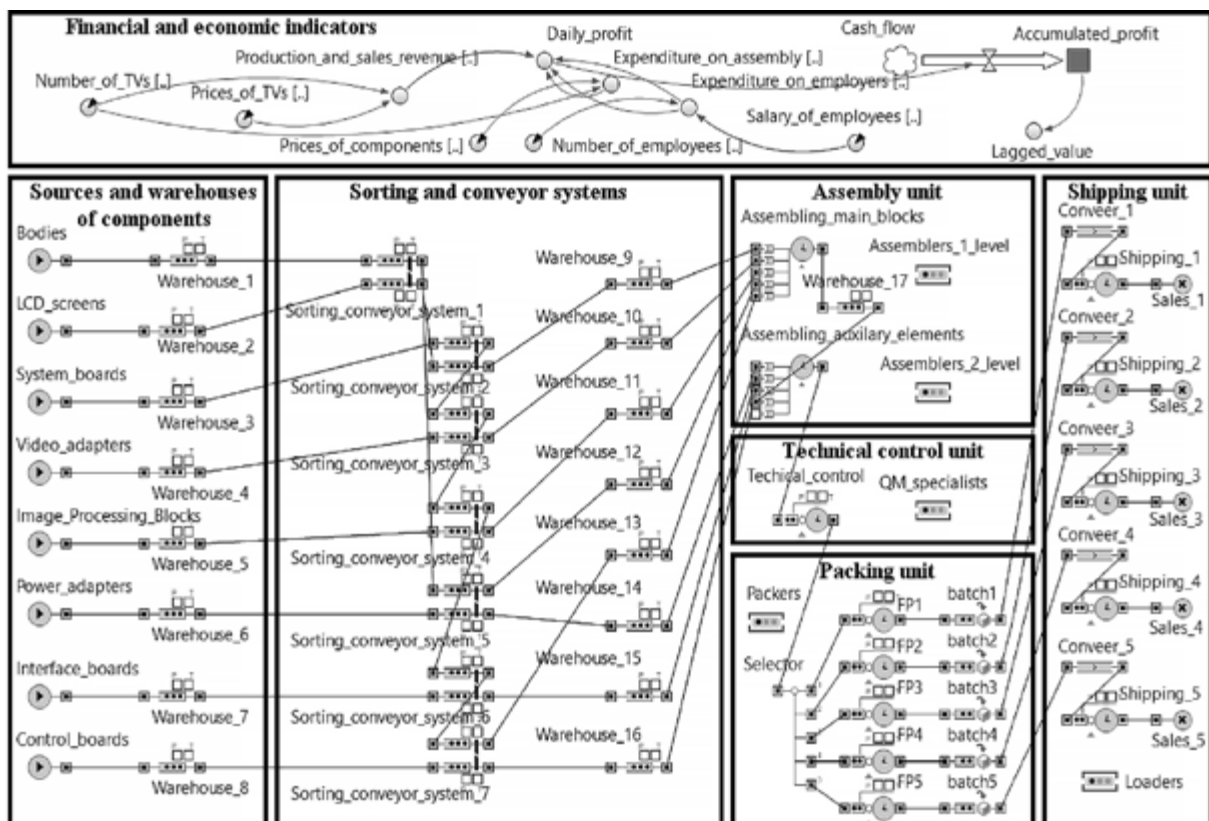 Financial and economic indicators
Daily_profit
Cash_flow
Accumulated_profit
Production_and_sales_revenue [..]
Expenditure_on_assembly [..]
Number_of_TVs [..]
Prices_of_TVs [..]
Expenditure_on_employers [..]
Salary_of_employees [..]
Prices_of_components [..]
Number_of_employees [..]
Lagged_value
Sources and warehouses
of components
Bodies
Warehouse_1
LCD_screens
Warehouse_2
System_boards
Warehouse_3
Video_adapters
Warehouse_4
Image_Processing_Blocks
Warehouse_5
Power_adapters
Warehouse_6
Interface_boards
Warehouse_7
Control_boards
Warehouse_8
Sorting and conveyor systems
Sorting_conveyor_system_1
Sorting_conveyor_system_2
Sorting_conveyor_system_3
Sorting_conveyor_system_4
Sorting_conveyor_system_5
Sorting_conveyor_system_6
Sorting_conveyor_system_7
Warehouse_9
Warehouse_10
Warehouse_11
Warehouse_12
Warehouse_13
Warehouse_14
Warehouse_15
Warehouse_16
Assembly unit
Assembling_main_blocks
Assemblers_1_level
Warehouse_17
Assembling_auxilary_elements
Assemblers_2_level
Technical control unit
Techical_control
QM_specialists
Packing unit
Packers
Selector
FP1
batch1
FP2
batch2
FP3
batch3
FP4
batch4
FP5
batch5
Shipping unit
Conveer_1
Shipping_1
Sales_1
Conveer_2
Shipping_2
Sales_2
Conveer_3
Shipping_3
Sales_3
Conveer_4
Shipping_4
Sales_4
Conveer_5
Shipping_5
Sales_5
Loaders